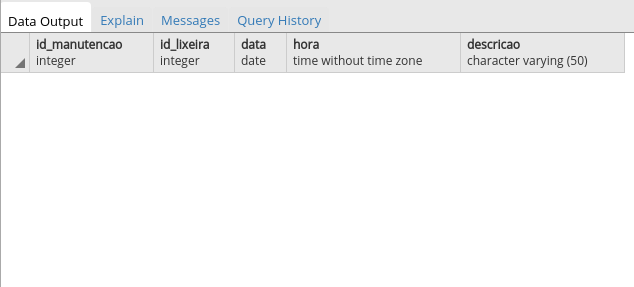 Data Output Explain Messages Query History
id_manutencao id_lixeira data hora descricao
integer integer date time without time zone character varying (50)